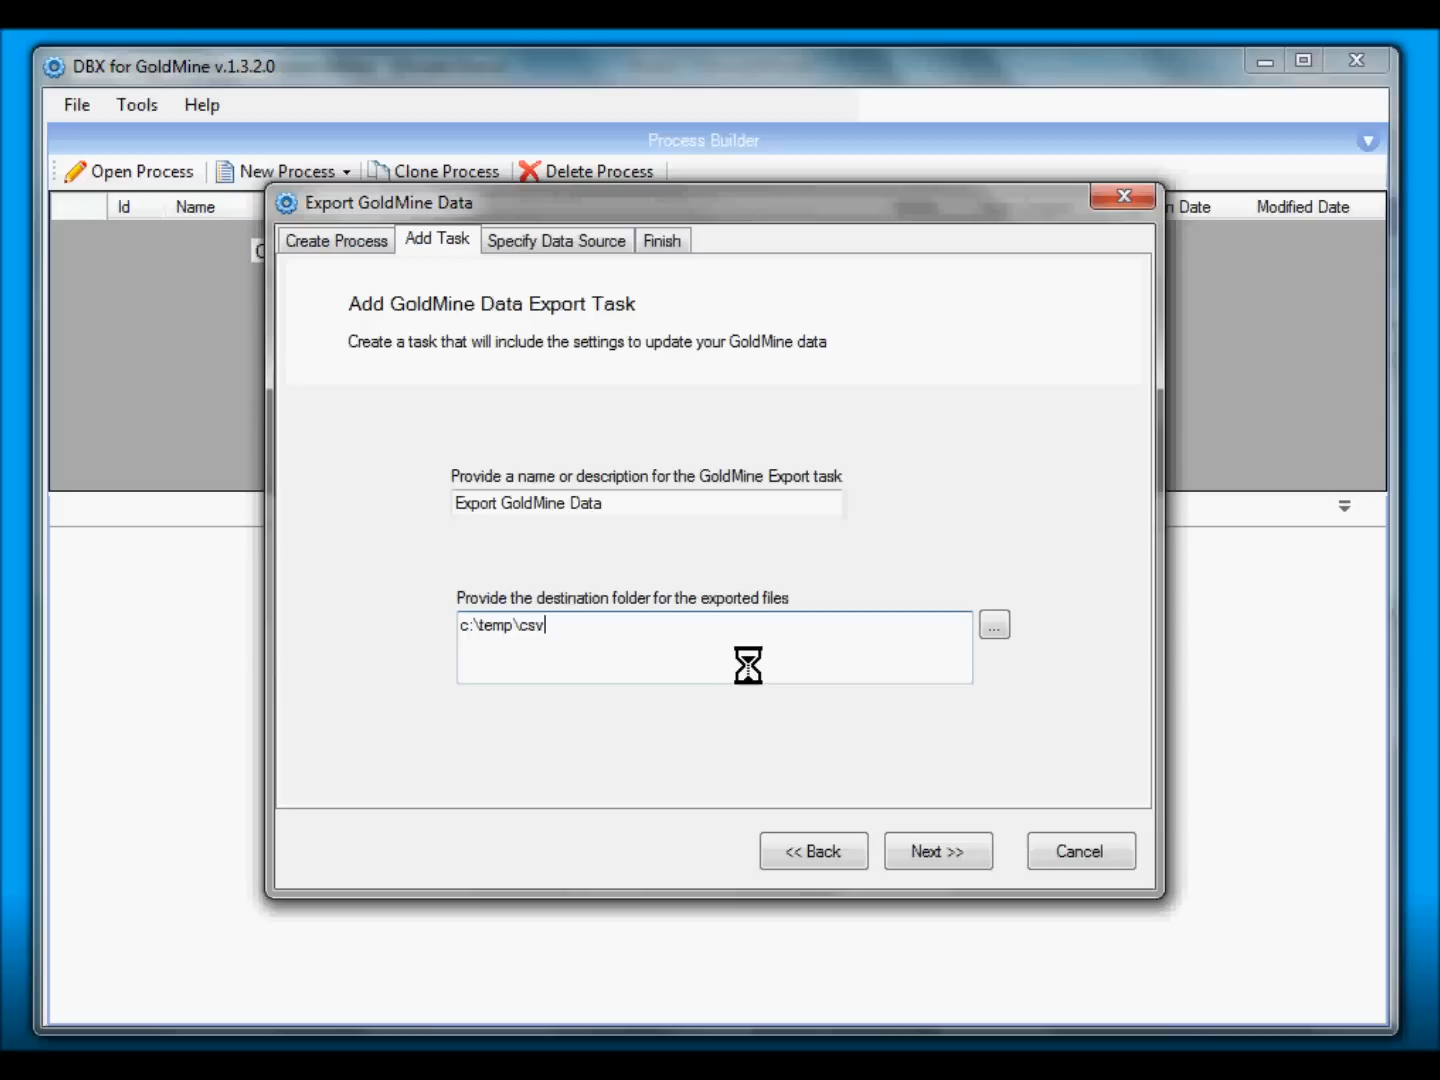 DBX for GoldMine v.1.3.2.0
File Tools Help
Process Builder
Open Process New Process Clone Process Delete Process
Id Name Modified Date
Export GoldMine Data
Create Process Add Task Specify Data Source Finish
Add GoldMine Data Export Task
Create a task that will include the settings to update your GoldMine data
Provide a name or description for the GoldMine Export task
Export GoldMine Data
Provide the destination folder for the exported files
c:\temp\csv
...
<< Back Next >> Cancel